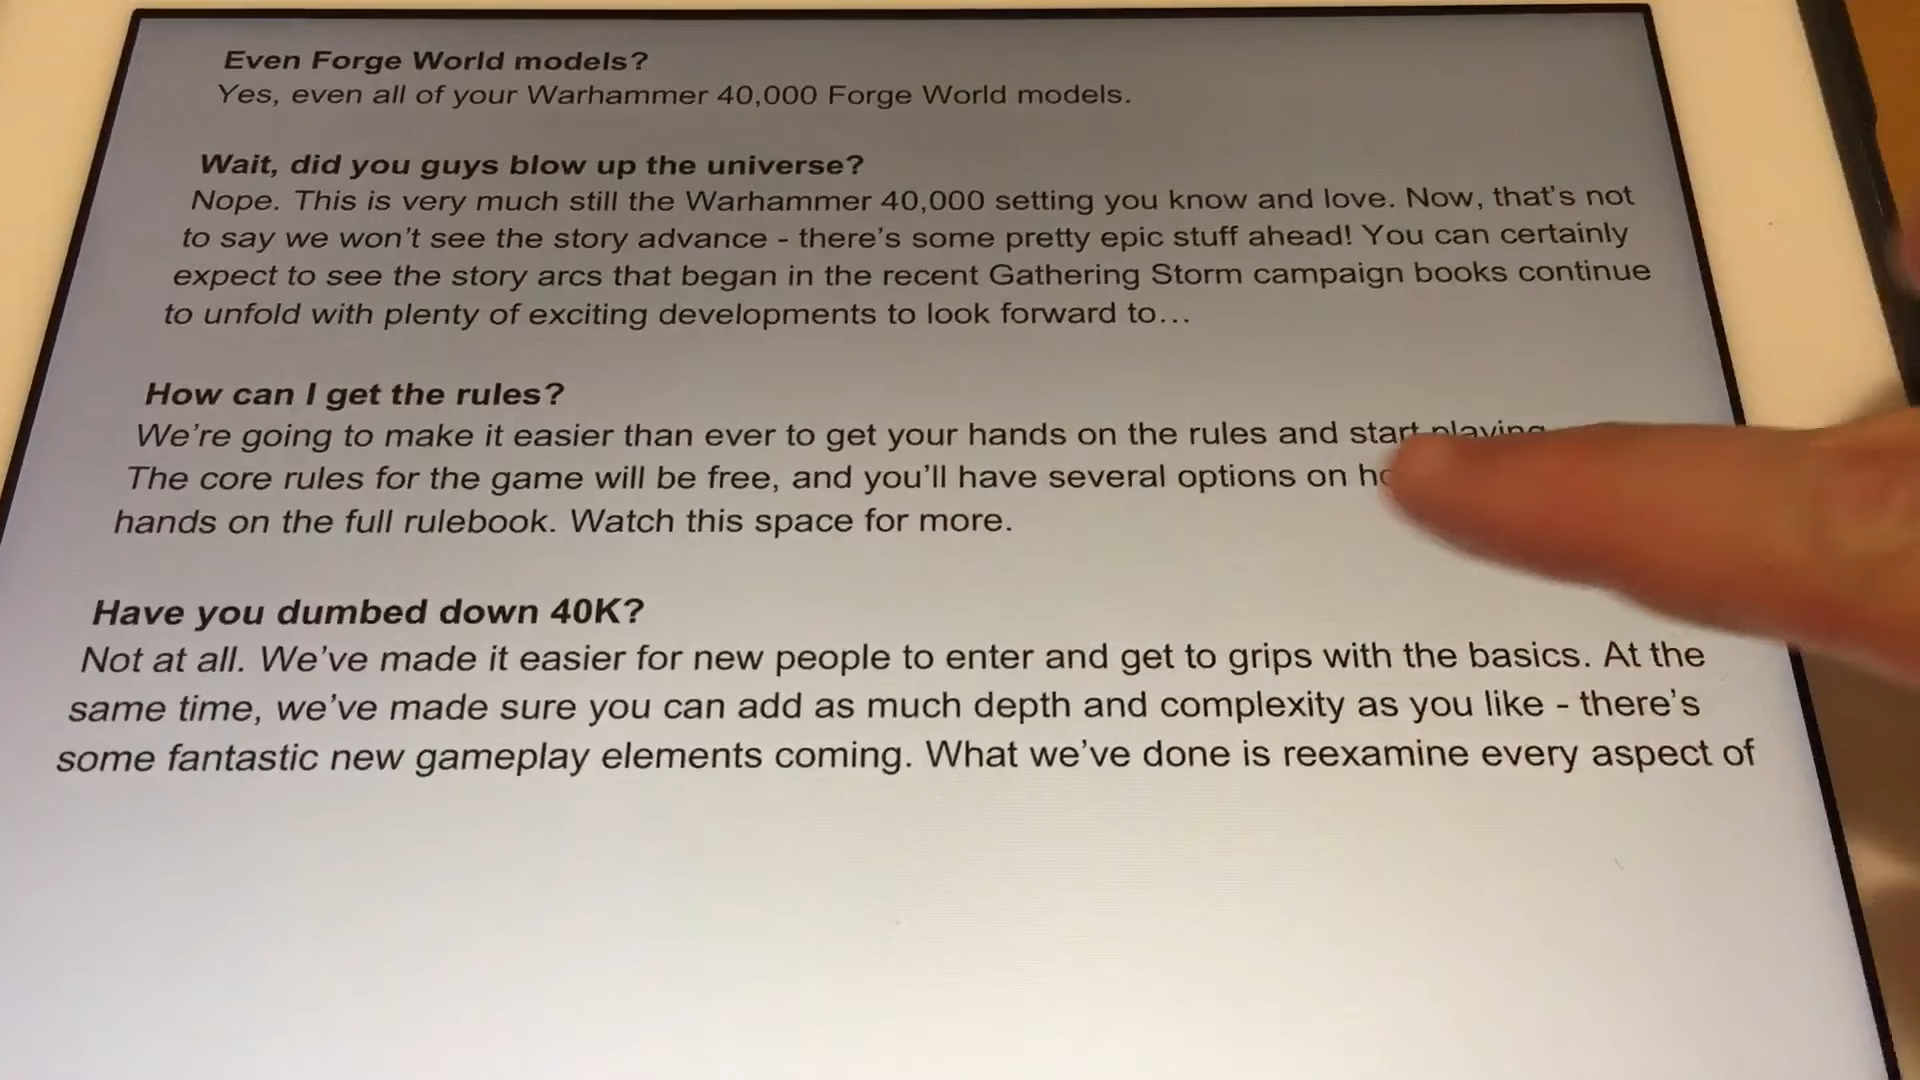 Even Forge World models?
Yes, even all of your Warhammer 40,000 Forge World models.
Wait, did you guys blow up the universe?
Nope. This is very much still the Warhammer 40,000 setting you know and love. Now, that's not
to say we won't see the story advance - there's some pretty epic stuff ahead! You can certainly
expect to see the story arcs that began in the recent Gathering Storm campaign books continue
to unfold with plenty of exciting developments to look forward to...
How can I get the rules?
We're going to make it easier than ever to get your hands on the rules and start playing
The core rules for the game will be free, and you'll have several options on
hands on the full rulebook. Watch this space for more.
Have you dumbed down 40K?
Not at all. We've made it easier for new people to enter and get to grips with the basics. At the
same time, we've made sure you can add as much depth and complexity as you like - there's
some fantastic new gameplay elements coming. What we've done is reexamine every aspect of